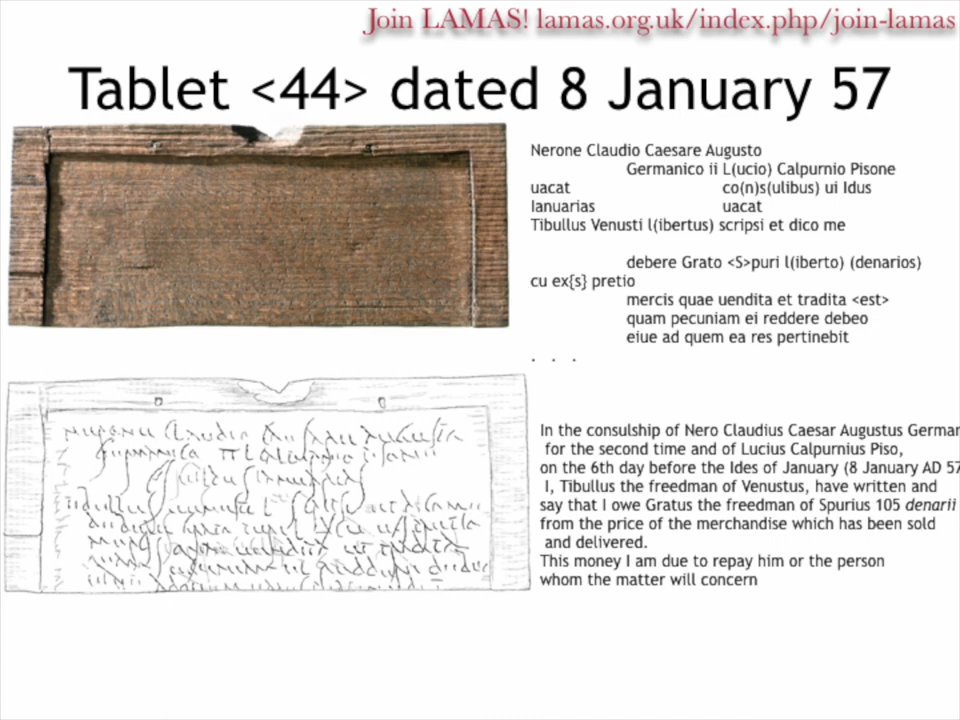 Join LAMAS! lamas.org.uk/index.php/join-lamas
Tablet <44> dated 8 January 57
Nerone Claudio Caesare Augusto
Germanico ii L(ucio) Calpurnio Pisone
uacat co(n)s(ulibus) ui Idus
Ianuarias uacat
Tibullus Venusti l(ibertus) scripsi et dico me
debere Grato <S>puri l(iberto) (denarios)
cu ex{s} pretio
mercis quae uendita et tradita <est>
quam pecuniam ei reddere debeo
eiue ad quem ea res pertinebit
. . .
In the consulship of Nero Claudius Caesar Augustus German
for the second time and of Lucius Calpurnius Piso,
on the 6th day before the Ides of January (8 January AD 57
I, Tibullus the freedman of Venustus, have written and
say that I owe Gratus the freedman of Spurius 105 denarii
from the price of the merchandise which has been sold
and delivered.
This money I am due to repay him or the person
whom the matter will concern